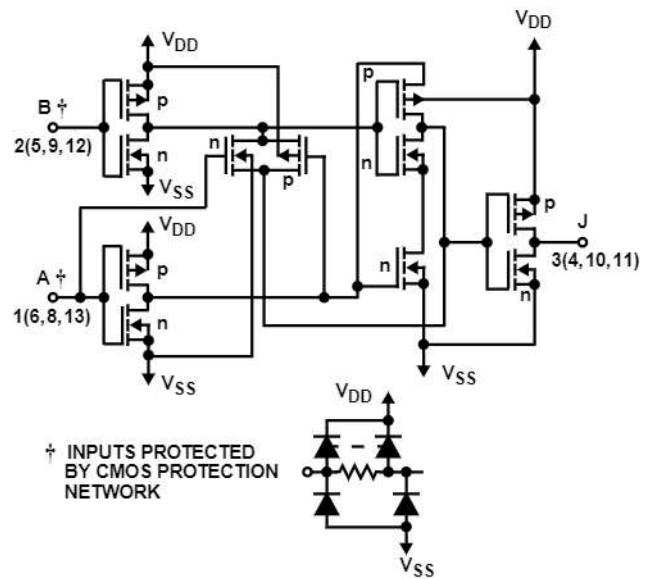 VDD
VDD
B †
p
p
2(5,9,12)
n
n
n
p
p
VSS
J
VDD
n
3(4,10,11)
A †
p
n
1(6,8,13)
n
VSS
VSS
VDD
† INPUTS PROTECTED
BY CMOS PROTECTION
NETWORK
VSS